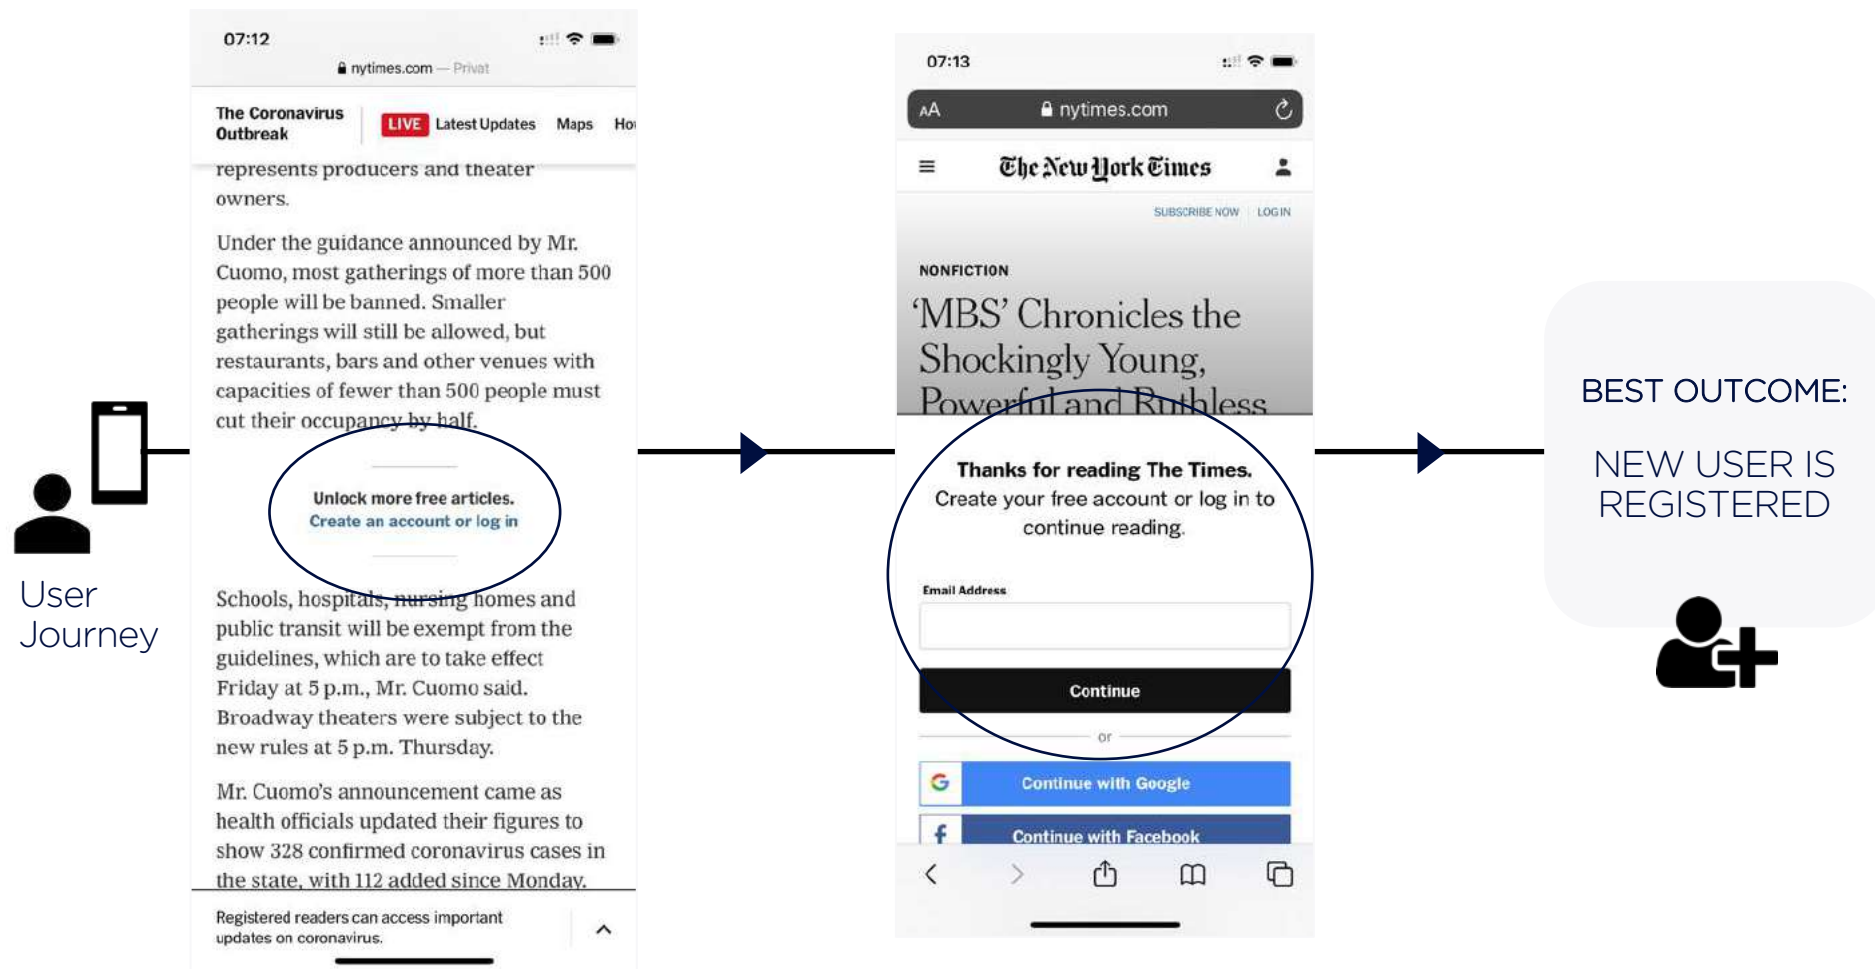 User
Journey
07:12
nytimes.com — Privat
The Coronavirus
Outbreak
LIVE Latest Updates Maps Ho
represents producers and theater
owners.
Under the guidance announced by Mr.
Cuomo, most gatherings of more than 500
people will be banned. Smaller
gatherings will still be allowed, but
restaurants, bars and other venues with
capacities of fewer than 500 people must
cut their occupancy by half.
Unlock more free articles.
Create an account or log in
Schools, hospitals, nursing homes and
public transit will be exempt from the
guidelines, which are to take effect
Friday at 5 p.m., Mr. Cuomo said.
Broadway theaters were subject to the
new rules at 5 p.m. Thursday.
Mr. Cuomo's announcement came as
health officials updated their figures to
show 328 confirmed coronavirus cases in
the state, with 112 added since Monday.
Registered readers can access important
updates on coronavirus.
07:13
AA nytimes.com
The New York Times
SUBSCRIBE NOW LOG IN
NONFICTION
‘MBS’ Chronicles the
Shockingly Young,
Powerful and Ruthless
Thanks for reading The Times.
Create your free account or log in to
continue reading.
Email Address
Continue
or
G Continue with Google
f Continue with Facebook
BEST OUTCOME:
NEW USER IS
REGISTERED